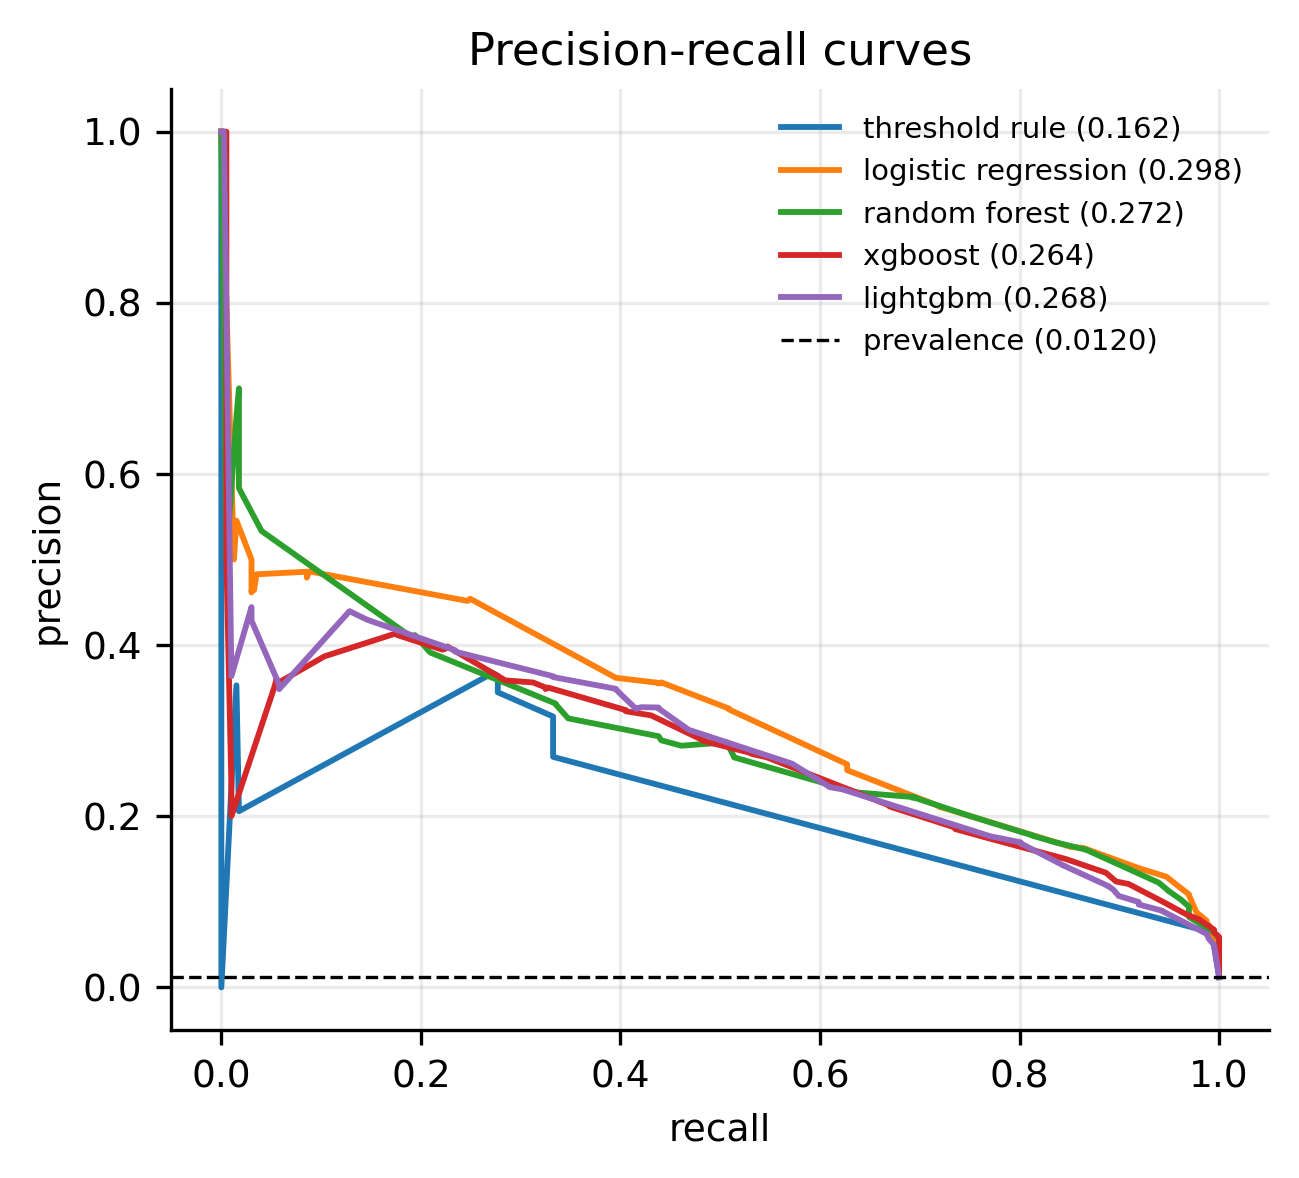 Precision-recall curves
threshold rule (0.162)
logistic regression (0.298)
random forest (0.272)
xgboost (0.264)
lightgbm (0.268)
prevalence (0.0120)
precision
1.0
0.8
0.6
0.4
0.2
0.0
0.0 0.2 0.4 0.6 0.8 1.0
recall